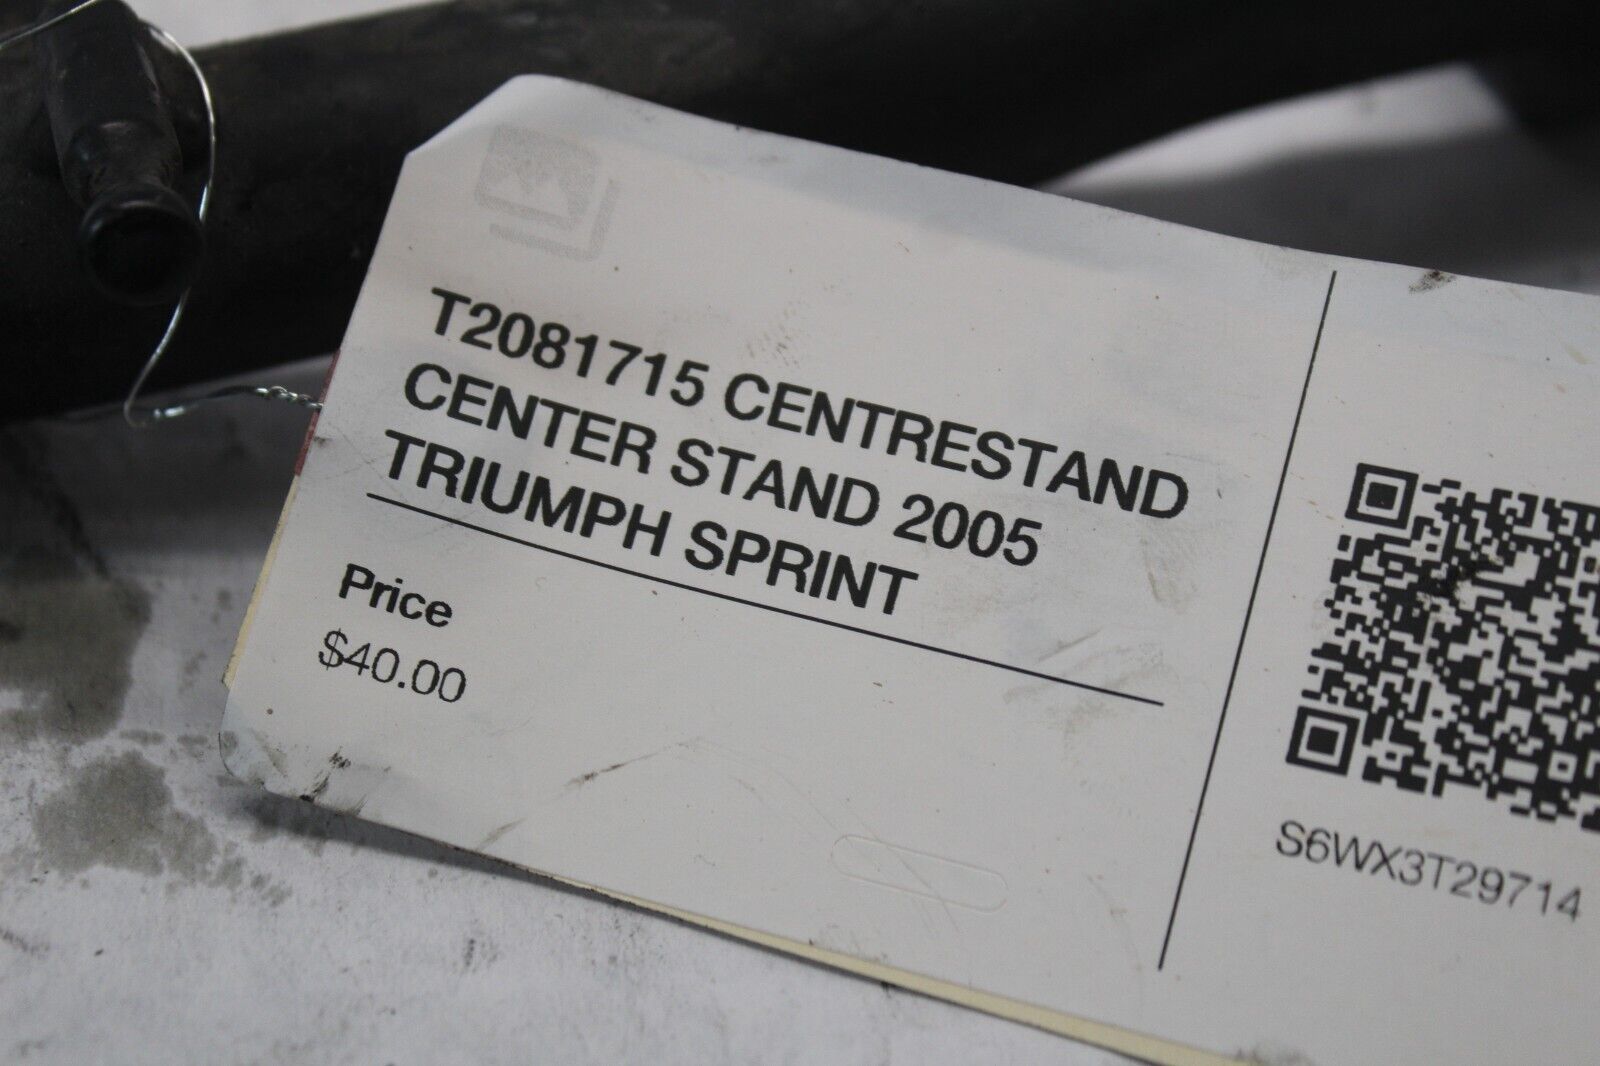 T2081715 CENTRESTAND
CENTER STAND 2005
TRIUMPH SPRINT
Price
$40.00
S6WX3T29714